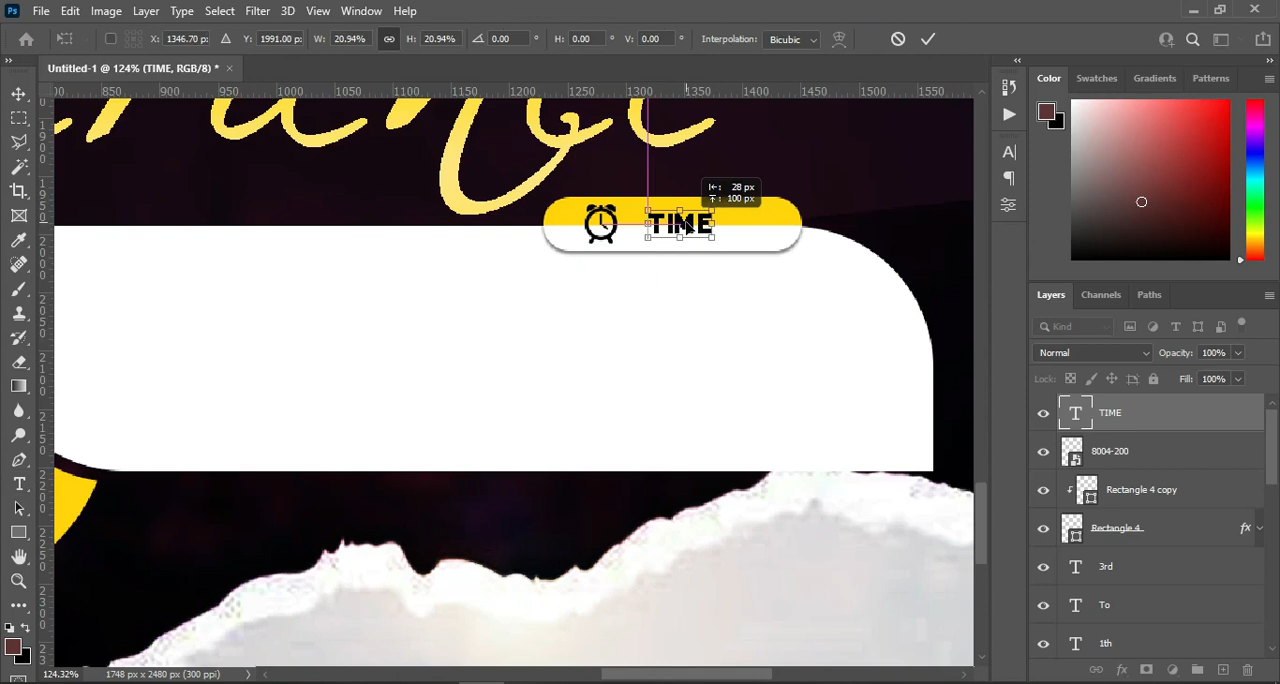 Ps File Edit Image Layer Type Select Filter 3D View Window Help
X: 1346.70 p: Y: 1991.00 p: W: 20.94% H: 20.94% 0.00 ° H: 0.00 ° V: 0.00 ° Interpolation: Bicubic
Untitled-1 @ 124% (TIME, RGB/8) * ×
00 850 900 950 1000 1050 1100 1150 1200 1250 1300 1350 1400 1450 1500 1550
28 px
100 px
TIME
Color Swatches Gradients Patterns
Layers Channels Paths
Kind
Normal Opacity: 100%
Lock: Fill: 100%
TIME
8004-200
Rectangle 4 copy
Rectangle 4 fx
3rd
To
1th
124.32% 1748 px x 2480 px (300 ppi)